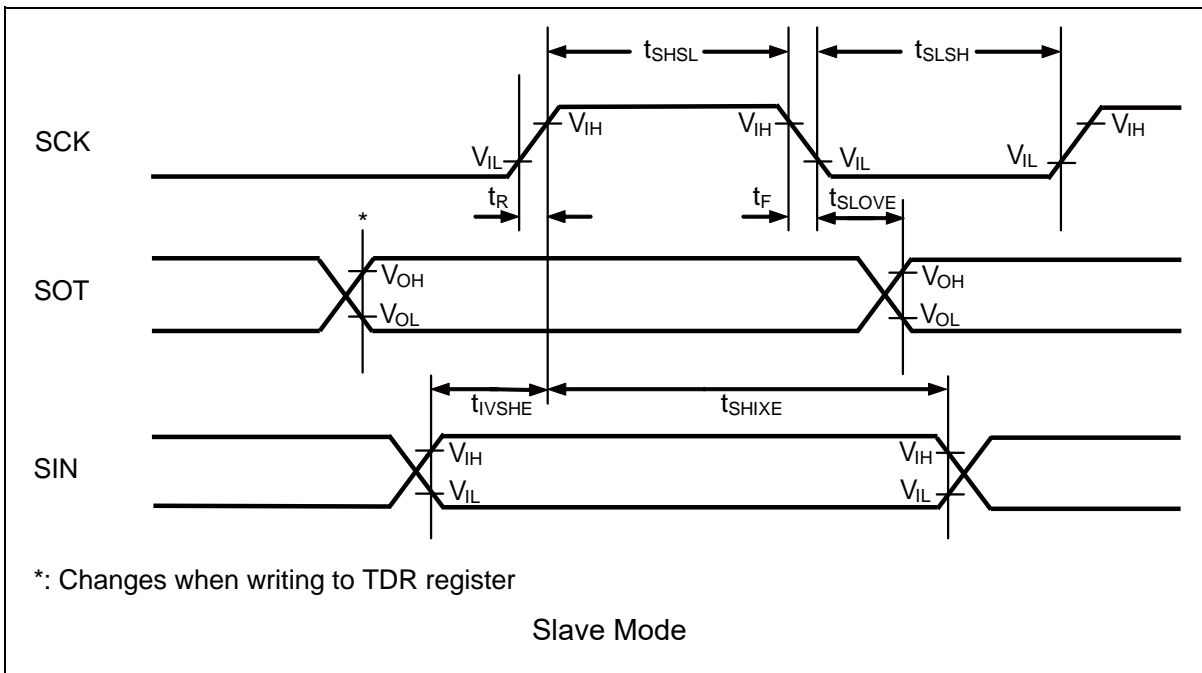 tSHSL tSLSH
SCK VIH VIH VIH
VIL VIL VIL
tR tF tSLOVE
*
SOT VOH VOH
VOL VOL
tIVSHE tSHIXE
SIN VIH VIH
VIL VIL
*: Changes when writing to TDR register
Slave Mode